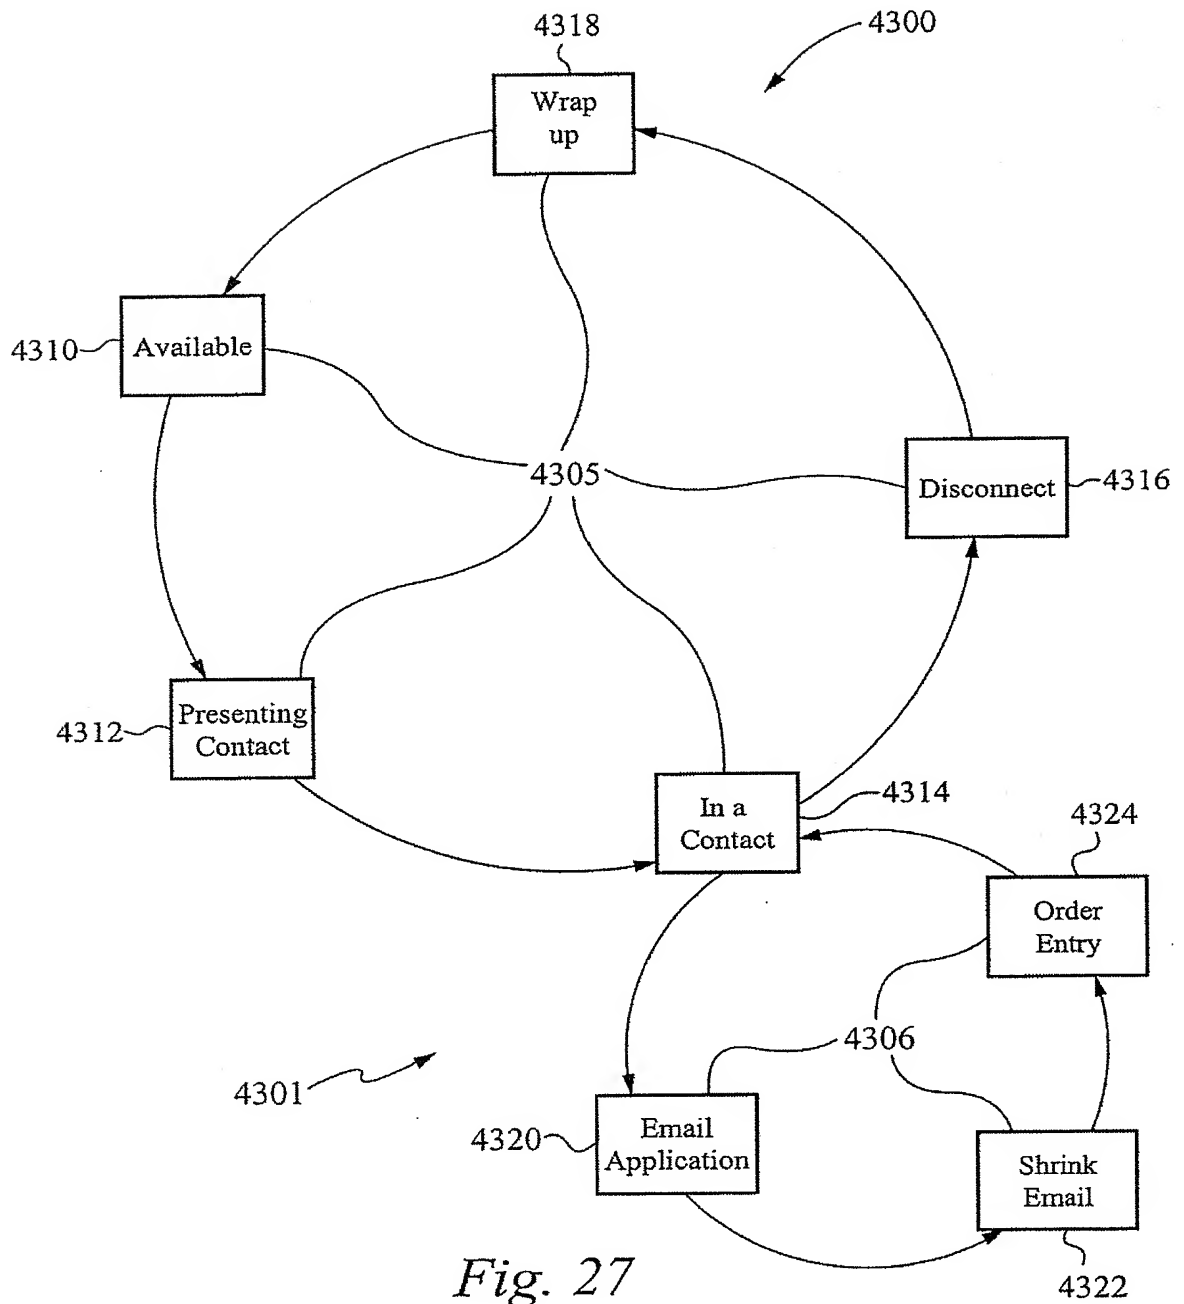 4318
4300
Wrap
up
4310
Available
4305
Disconnect
4316
4312
Presenting
Contact
In a
Contact
4314
4324
Order
Entry
4306
4301
4320
Email
Application
Shrink
Email
4322
Fig. 27